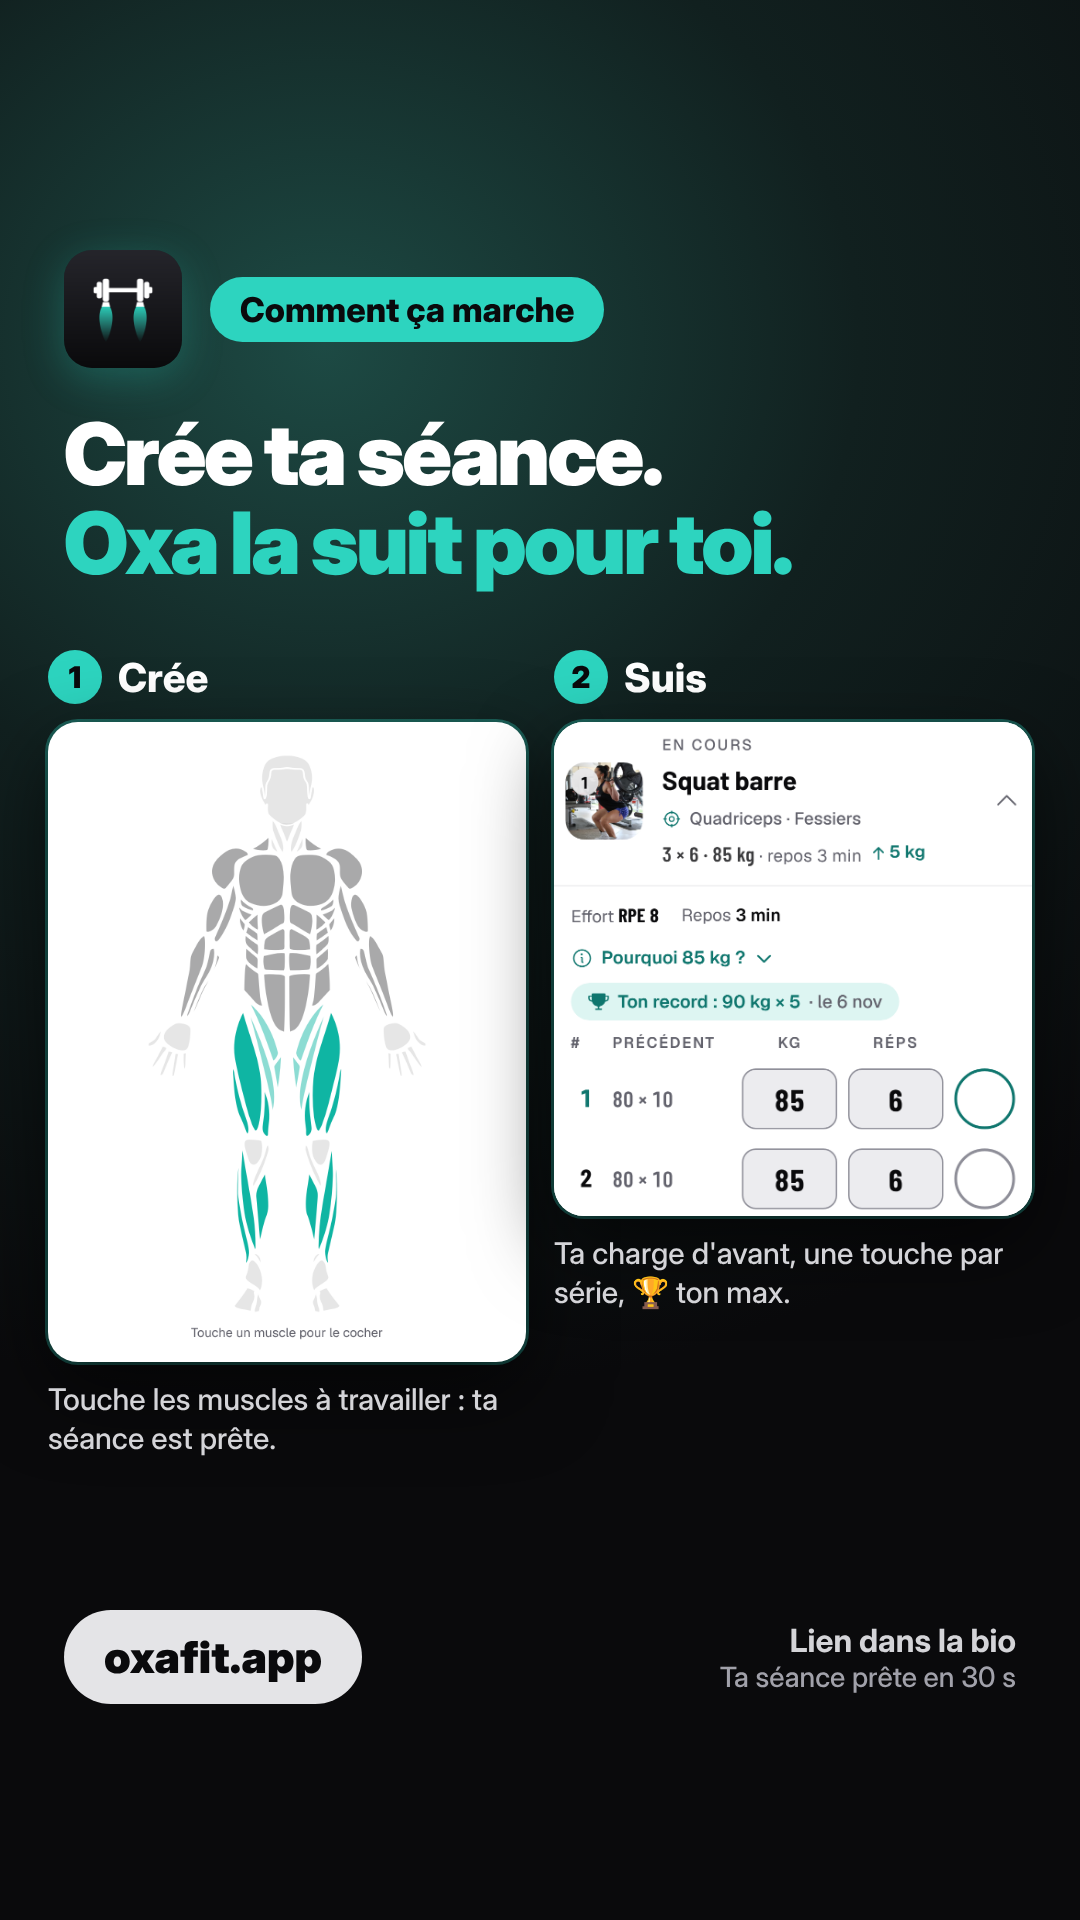 Comment ça marche
Crée ta séance.
Oxa la suit pour toi.
1 Crée
Touche un muscle pour le cocher
Touche les muscles à travailler : ta
séance est prête.
2 Suis
EN COURS
1
Squat barre
Quadriceps · Fessiers
3 × 6 · 85 kg · repos 3 min ↑ 5 kg
Effort RPE 8 Repos 3 min
Pourquoi 85 kg ?
Ton record : 90 kg × 5 · le 6 nov
# PRÉCÉDENT KG RÉPS
1 80 × 10 85 6
2 80 × 10 85 6
Ta charge d'avant, une touche par
série, 🏆 ton max.
oxafit.app
Lien dans la bio
Ta séance prête en 30 s